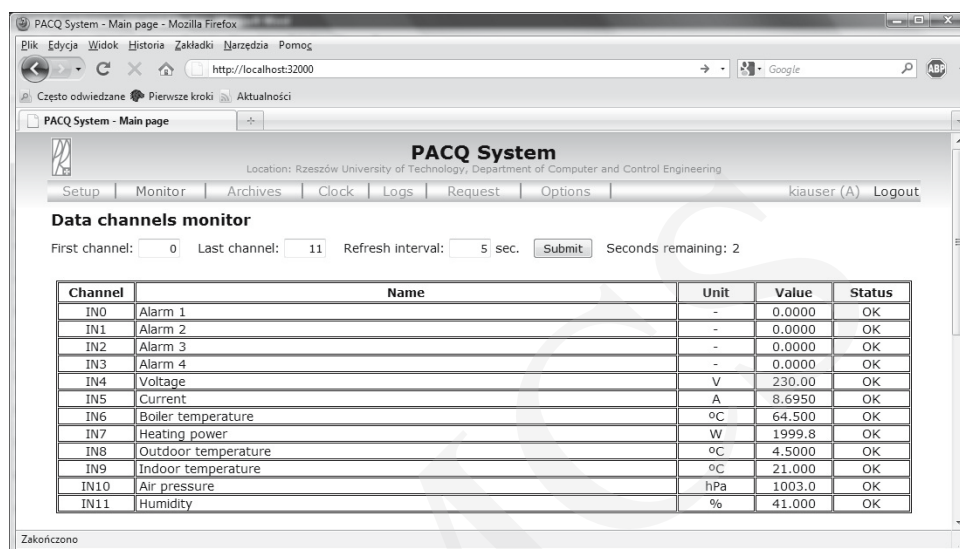 PACQ System - Main page - Mozilla Firefox
Plik Edycja Widok Historia Zakładki Narzędzia Pomoc
http://localhost:32000 Google ABP
Często odwiedzane Pierwsze kroki Aktualności
PACQ System - Main page
PACQ System
Location: Rzeszów University of Technology, Department of Computer and Control Engineering
Setup Monitor Archives Clock Logs Request Options kiauser (A) Logout
Data channels monitor
First channel: 0 Last channel: 11 Refresh interval: 5 sec. Submit Seconds remaining: 2
Channel Name Unit Value Status
IN0 Alarm 1 - 0.0000 OK
IN1 Alarm 2 - 0.0000 OK
IN2 Alarm 3 - 0.0000 OK
IN3 Alarm 4 - 0.0000 OK
IN4 Voltage V 230.00 OK
IN5 Current A 8.6950 OK
IN6 Boiler temperature ºC 64.500 OK
IN7 Heating power W 1999.8 OK
IN8 Outdoor temperature ºC 4.5000 OK
IN9 Indoor temperature ºC 21.000 OK
IN10 Air pressure hPa 1003.0 OK
IN11 Humidity % 41.000 OK
Zakończono